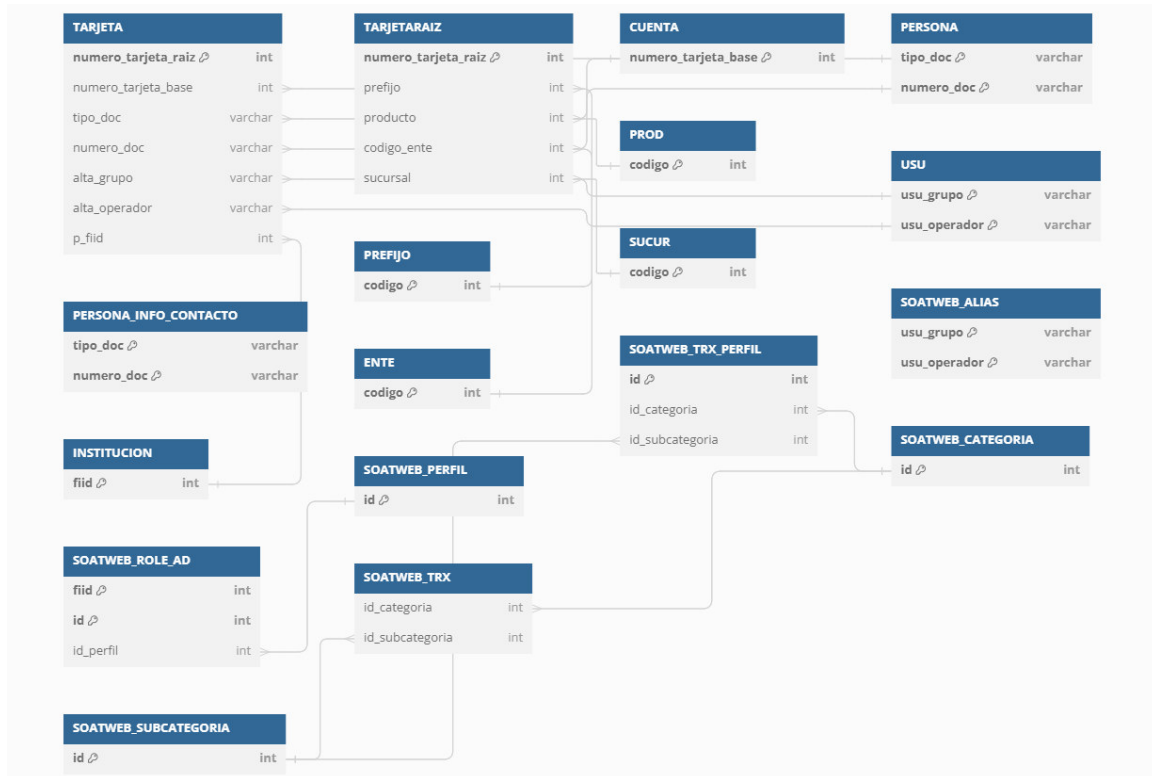 TARJETA
numero_tarjeta_raiz int
numero_tarjeta_base int
tipo_doc varchar
numero_doc varchar
alta_grupo varchar
alta_operador varchar
p_fiid int
TARJETARAIZ
numero_tarjeta_raiz int
prefijo int
producto int
codigo_ente int
sucursal int
CUENTA
numero_tarjeta_base int
PERSONA
tipo_doc varchar
numero_doc varchar
PROD
codigo int
USU
usu_grupo varchar
usu_operador varchar
SUCUR
codigo int
PREFIJO
codigo int
PERSONA_INFO_CONTACTO
tipo_doc varchar
numero_doc varchar
ENTE
codigo int
SOATWEB_ALIAS
usu_grupo varchar
usu_operador varchar
SOATWEB_TRX_PERFIL
id int
id_categoria int
id_subcategoria int
SOATWEB_CATEGORIA
id int
INSTITUCION
fiid int
SOATWEB_PERFIL
id int
SOATWEB_ROLE_AD
fiid int
id int
id_perfil int
SOATWEB_TRX
id_categoria int
id_subcategoria int
SOATWEB_SUBCATEGORIA
id int